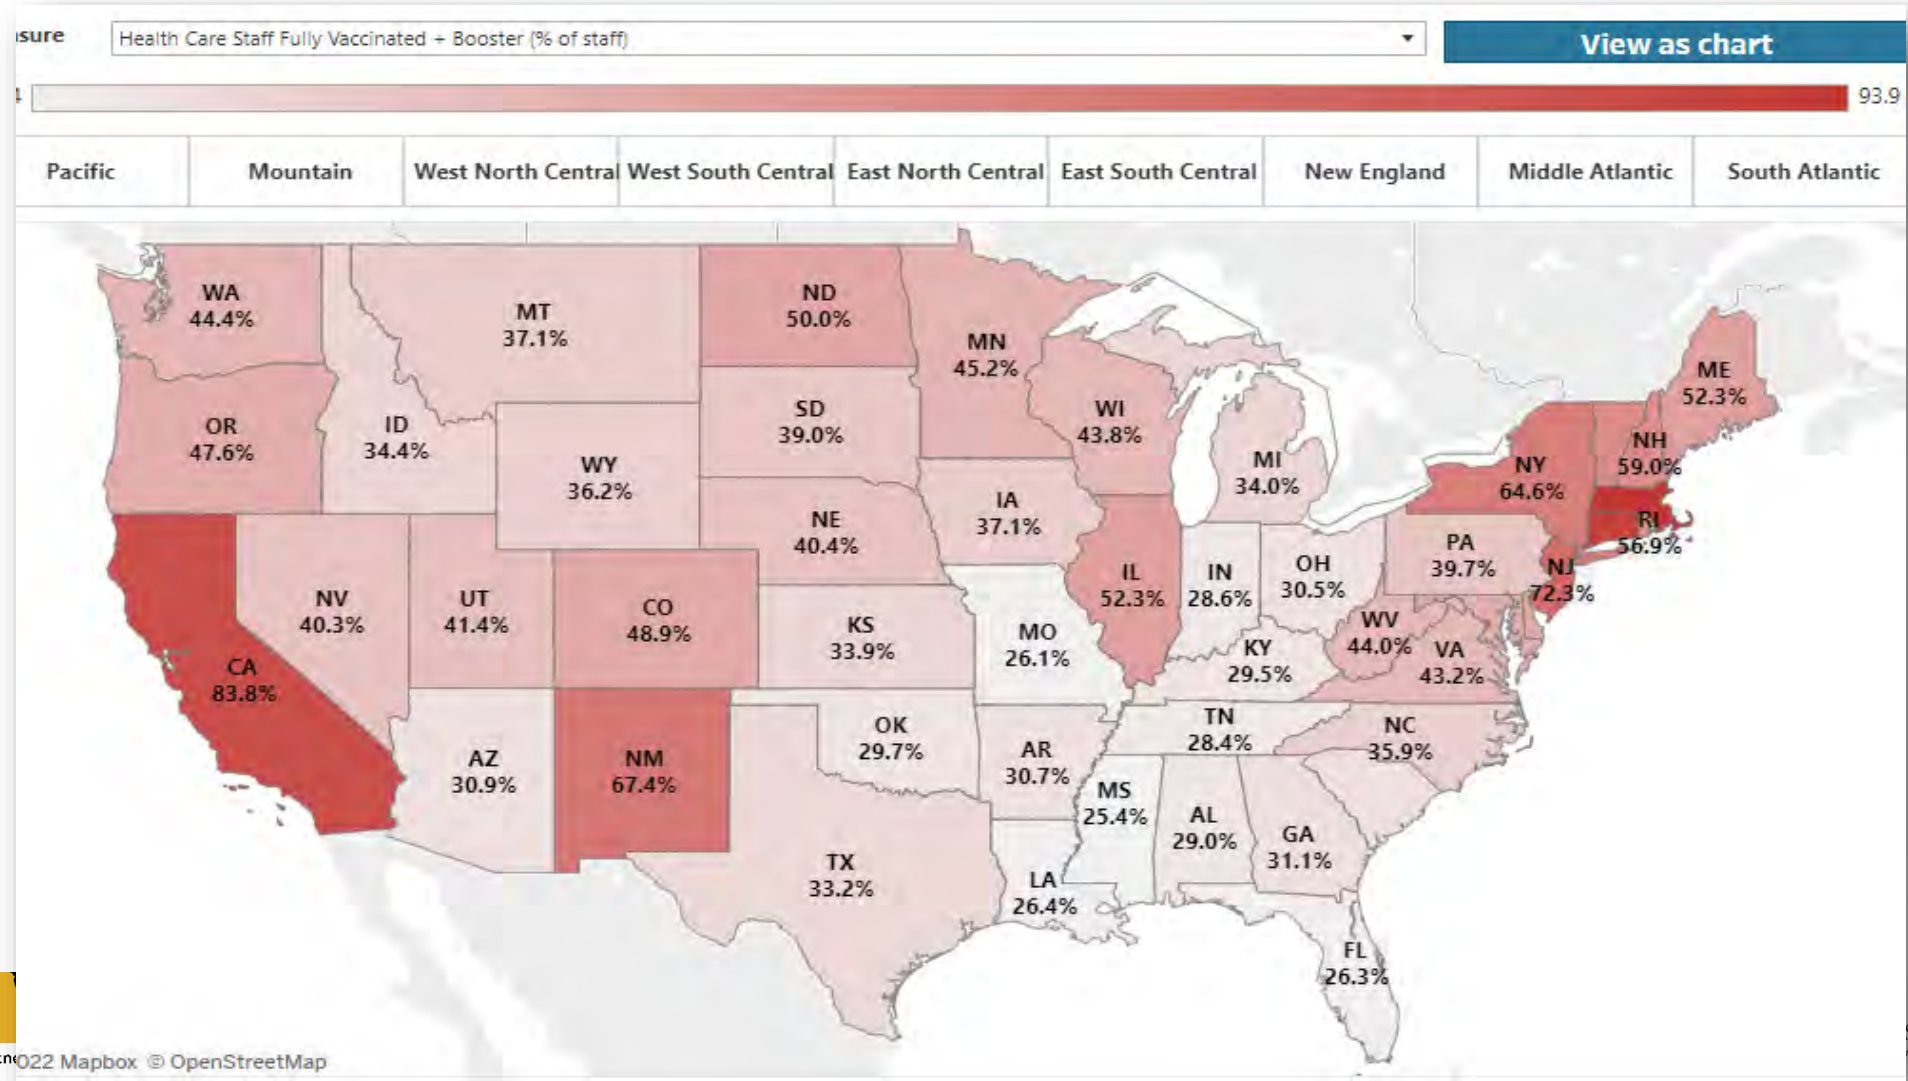 sure
Health Care Staff Fully Vaccinated + Booster (% of staff)
View as chart
4
93.9
Pacific
Mountain
West North Central
West South Central
East North Central
East South Central
New England
Middle Atlantic
South Atlantic
WA
44.4%
MT
37.1%
ND
50.0%
MN
45.2%
ME
52.3%
OR
47.6%
ID
34.4%
SD
39.0%
WI
43.8%
NH
59.0%
WY
36.2%
MI
34.0%
NY
64.6%
IA
37.1%
NE
40.4%
RI
56.9%
PA
39.7%
NJ
72.3%
IL
52.3%
IN
28.6%
OH
30.5%
NV
40.3%
UT
41.4%
CO
48.9%
KS
33.9%
MO
26.1%
WV
44.0%
VA
43.2%
KY
29.5%
CA
83.8%
AZ
30.9%
NM
67.4%
OK
29.7%
AR
30.7%
TN
28.4%
NC
35.9%
MS
25.4%
AL
29.0%
GA
31.1%
TX
33.2%
LA
26.4%
FL
26.3%
022 Mapbox © OpenStreetMap